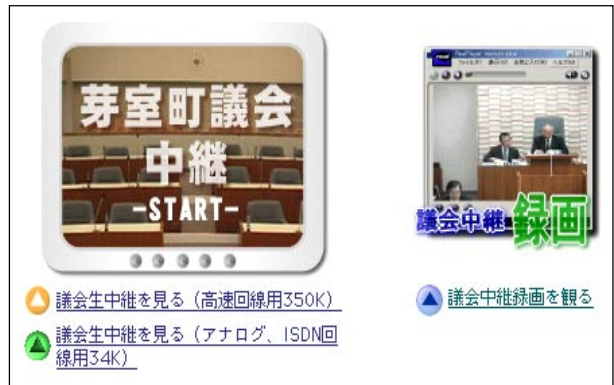 芽室町議会
中継
-START-
議会生中継を見る（高速回線用350K）
議会生中継を見る（アナログ、ISDN回
線用34K）
議会中継 録画
議会中継録画を観る